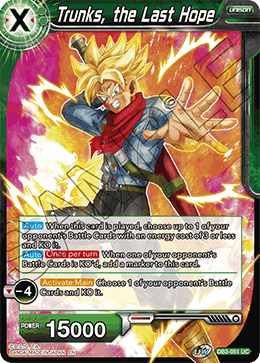 X
Trunks, the Last Hope
UNISON
Auto When this card is played, choose up to 1 of your
opponent's Battle Cards with an energy cost of 3 or less
and KO it.
Auto Once per turn When one of your opponent's
Battle Cards is KO'd, add a marker to this card.
-4 Activate:Main Choose 1 of your opponent's Battle
Cards and KO it.
POWER 15000
DB3-051 UC